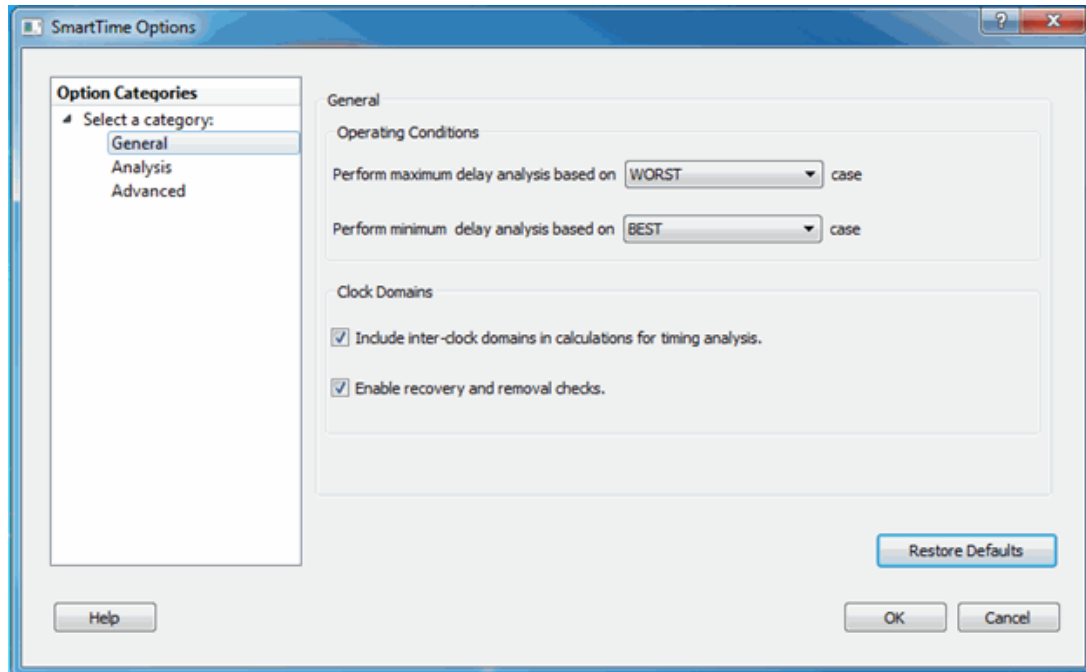 SmartTime Options
Option Categories
Select a category:
General
Analysis
Advanced
General
Operating Conditions
Perform maximum delay analysis based on WORST case
Perform minimum delay analysis based on BEST case
Clock Domains
Include inter-clock domains in calculations for timing analysis.
Enable recovery and removal checks.
Restore Defaults
Help OK Cancel